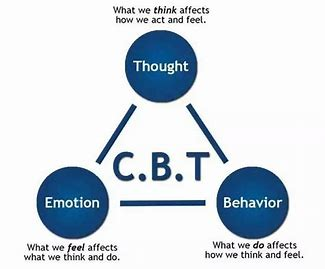 What we think affects
how we act and feel.
Thought
C.B.T
Emotion
Behavior
What we feel affects
what we think and do.
What we do affects
how we think and feel.